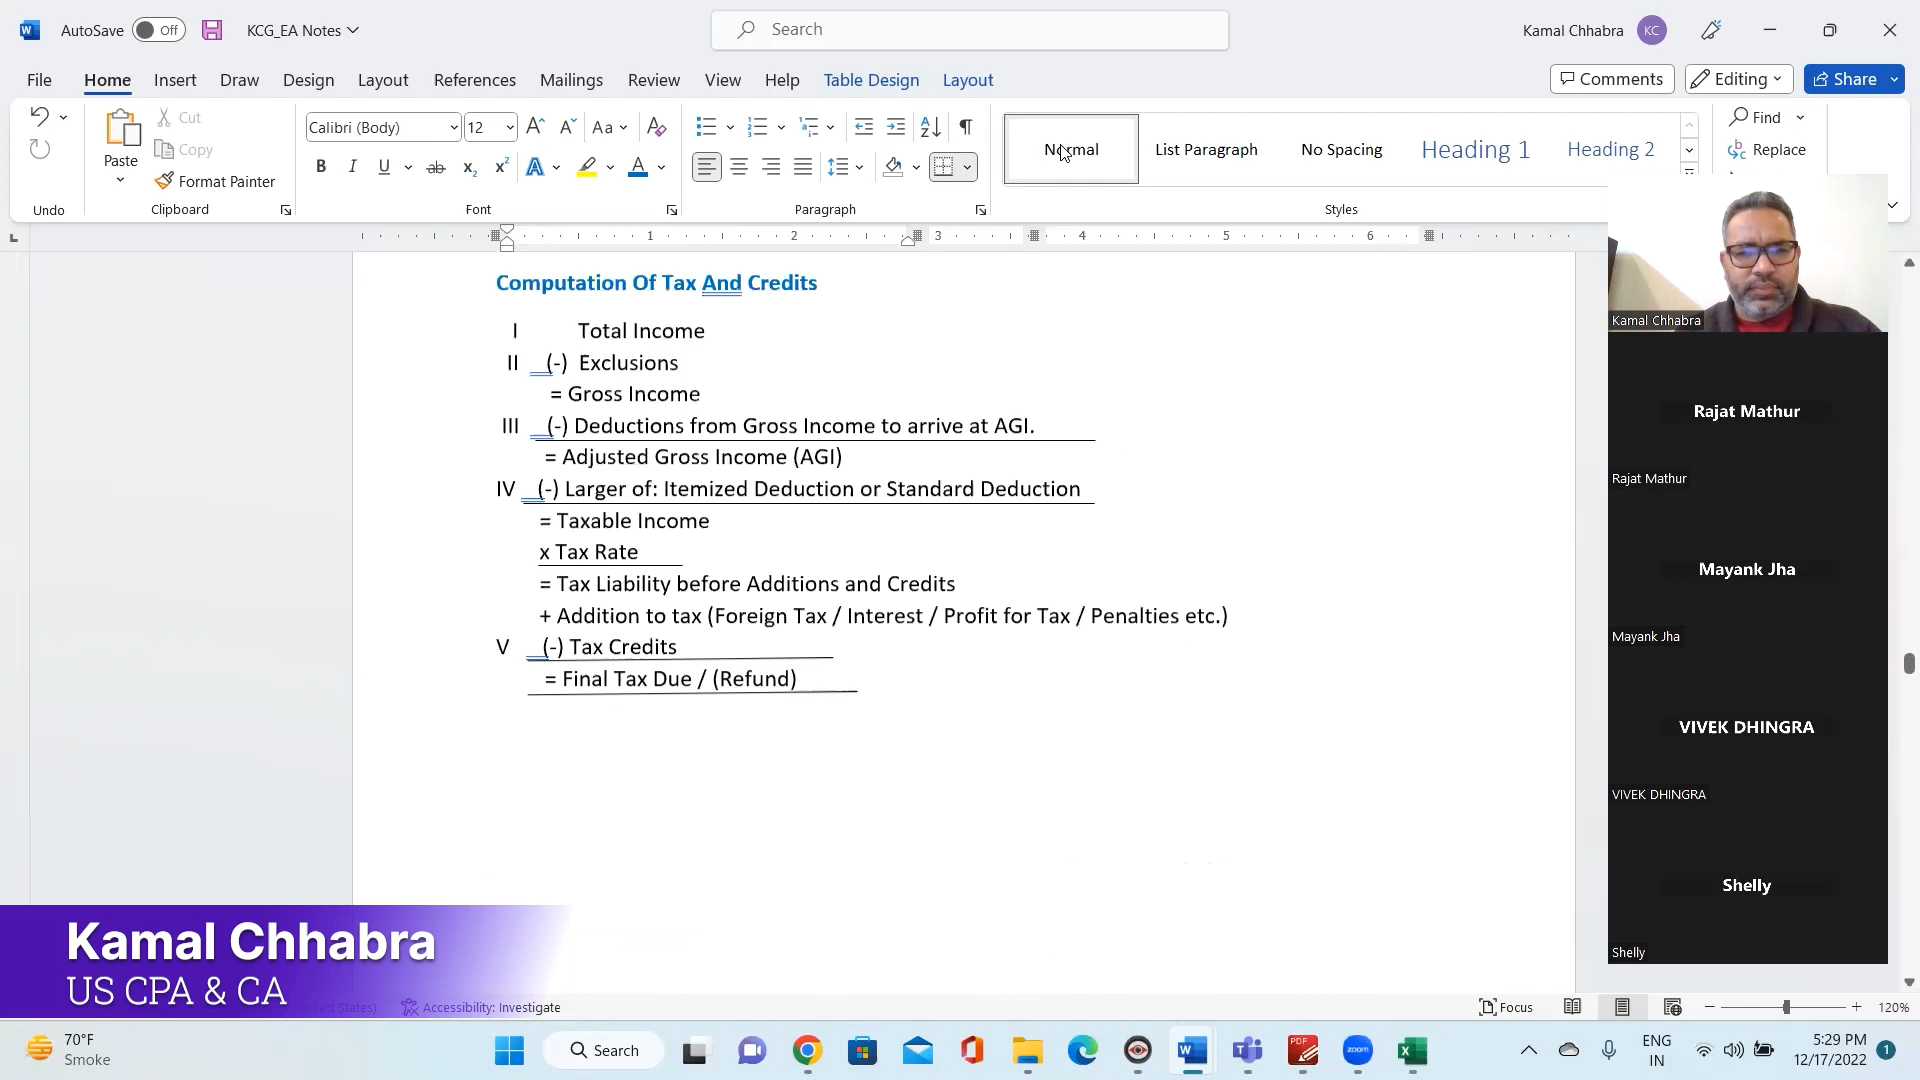 AutoSave Off KCG_EA Notes Search Kamal Chhabra KC
File Home Insert Draw Design Layout References Mailings Review View Help Table Design Layout Comments Editing Share
Cut
Copy
Format Painter
Paste
Calibri (Body) 12
Normal List Paragraph No Spacing Heading 1 Heading 2
Find
Replace
Undo Clipboard Font Paragraph Styles
1 2 3 4 5 6
Computation Of Tax And Credits
I Total Income
II (-) Exclusions
= Gross Income
III (-) Deductions from Gross Income to arrive at AGI.
= Adjusted Gross Income (AGI)
IV (-) Larger of: Itemized Deduction or Standard Deduction
= Taxable Income
x Tax Rate
= Tax Liability before Additions and Credits
+ Addition to tax (Foreign Tax / Interest / Profit for Tax / Penalties etc.)
V (-) Tax Credits
= Final Tax Due / (Refund)
Kamal Chhabra
Rajat Mathur
Rajat Mathur
Mayank Jha
Mayank Jha
VIVEK DHINGRA
VIVEK DHINGRA
Shelly
Shelly
Kamal Chhabra
US CPA & CA
Accessibility: Investigate Focus 120%
70°F
Smoke
Search
ENG
IN
5:29 PM
12/17/2022
1